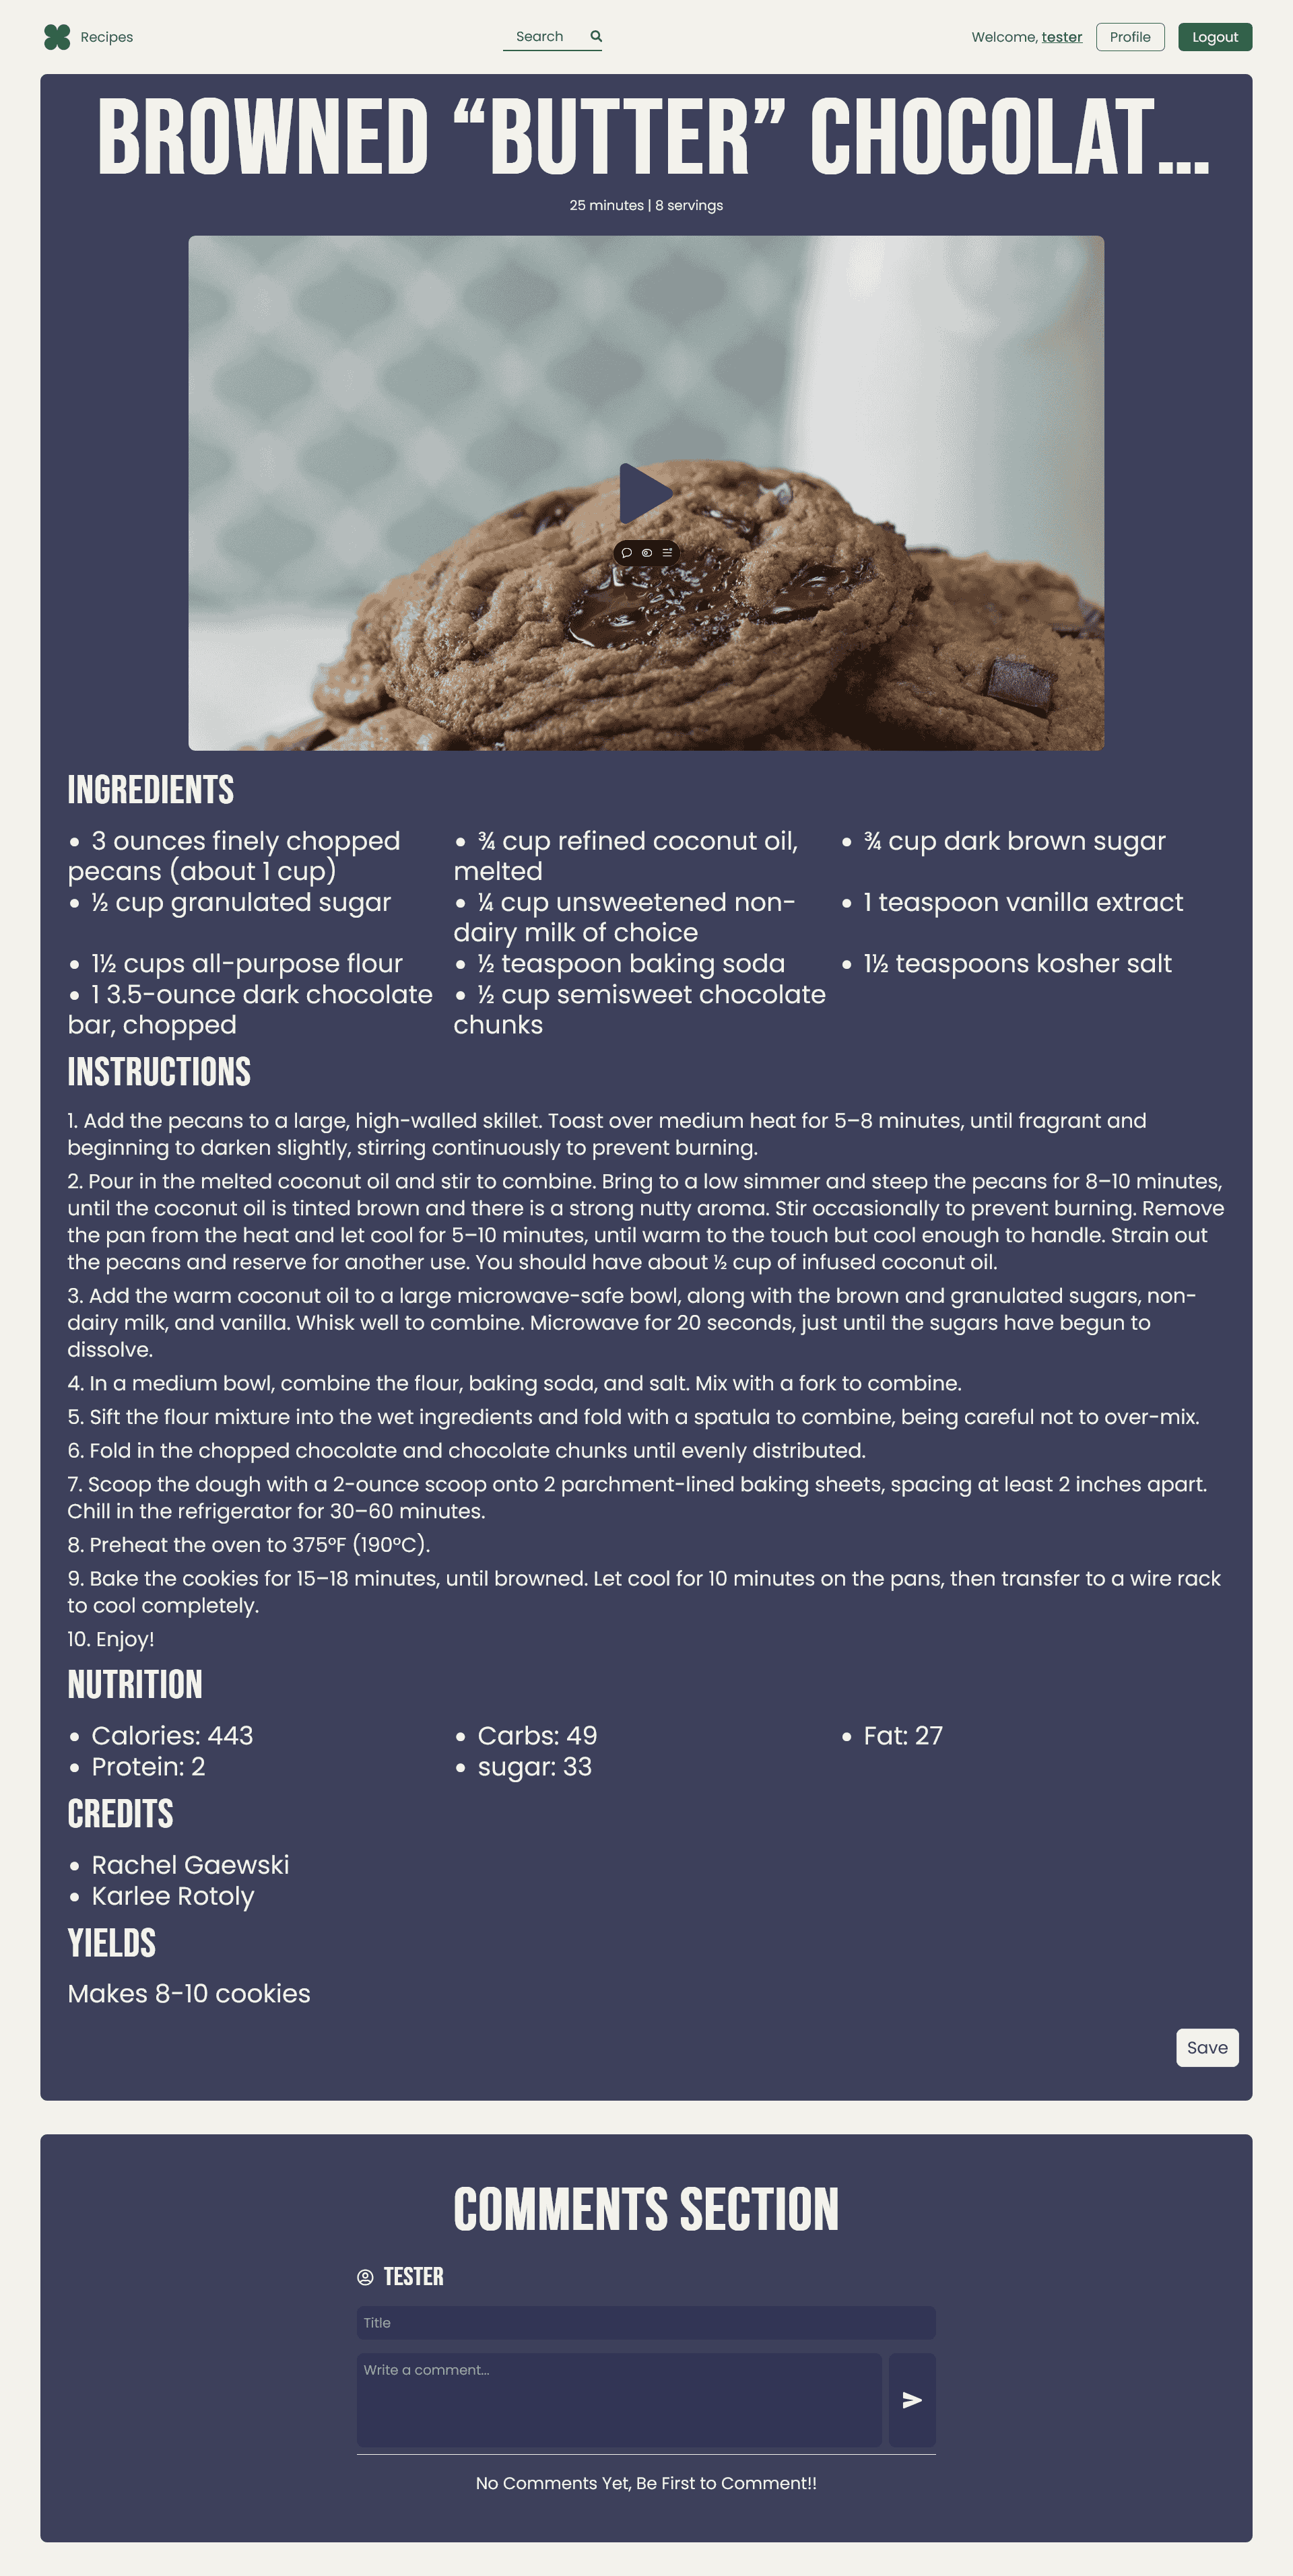 Recipes
Search
Welcome, tester
Profile
Logout
BROWNED “BUTTER” CHOCOLAT...
25 minutes | 8 servings
INGREDIENTS
• 3 ounces finely chopped
pecans (about 1 cup)
• ¾ cup refined coconut oil,
melted
• ¾ cup dark brown sugar
• ½ cup granulated sugar
• ¼ cup unsweetened non-
dairy milk of choice
• 1 teaspoon vanilla extract
• 1½ cups all-purpose flour
• ½ teaspoon baking soda
• 1½ teaspoons kosher salt
• 1 3.5-ounce dark chocolate
bar, chopped
• ½ cup semisweet chocolate
chunks
INSTRUCTIONS
1. Add the pecans to a large, high-walled skillet. Toast over medium heat for 5–8 minutes, until fragrant and
beginning to darken slightly, stirring continuously to prevent burning.
2. Pour in the melted coconut oil and stir to combine. Bring to a low simmer and steep the pecans for 8–10 minutes,
until the coconut oil is tinted brown and there is a strong nutty aroma. Stir occasionally to prevent burning. Remove
the pan from the heat and let cool for 5–10 minutes, until warm to the touch but cool enough to handle. Strain out
the pecans and reserve for another use. You should have about ½ cup of infused coconut oil.
3. Add the warm coconut oil to a large microwave-safe bowl, along with the brown and granulated sugars, non-
dairy milk, and vanilla. Whisk well to combine. Microwave for 20 seconds, just until the sugars have begun to
dissolve.
4. In a medium bowl, combine the flour, baking soda, and salt. Mix with a fork to combine.
5. Sift the flour mixture into the wet ingredients and fold with a spatula to combine, being careful not to over-mix.
6. Fold in the chopped chocolate and chocolate chunks until evenly distributed.
7. Scoop the dough with a 2-ounce scoop onto 2 parchment-lined baking sheets, spacing at least 2 inches apart.
Chill in the refrigerator for 30–60 minutes.
8. Preheat the oven to 375°F (190°C).
9. Bake the cookies for 15–18 minutes, until browned. Let cool for 10 minutes on the pans, then transfer to a wire rack
to cool completely.
10. Enjoy!
NUTRITION
• Calories: 443
• Carbs: 49
• Fat: 27
• Protein: 2
• sugar: 33
CREDITS
• Rachel Gaewski
• Karlee Rotoly
YIELDS
Makes 8-10 cookies
Save
COMMENTS SECTION
TESTER
Title
Write a comment...
No Comments Yet, Be First to Comment!!